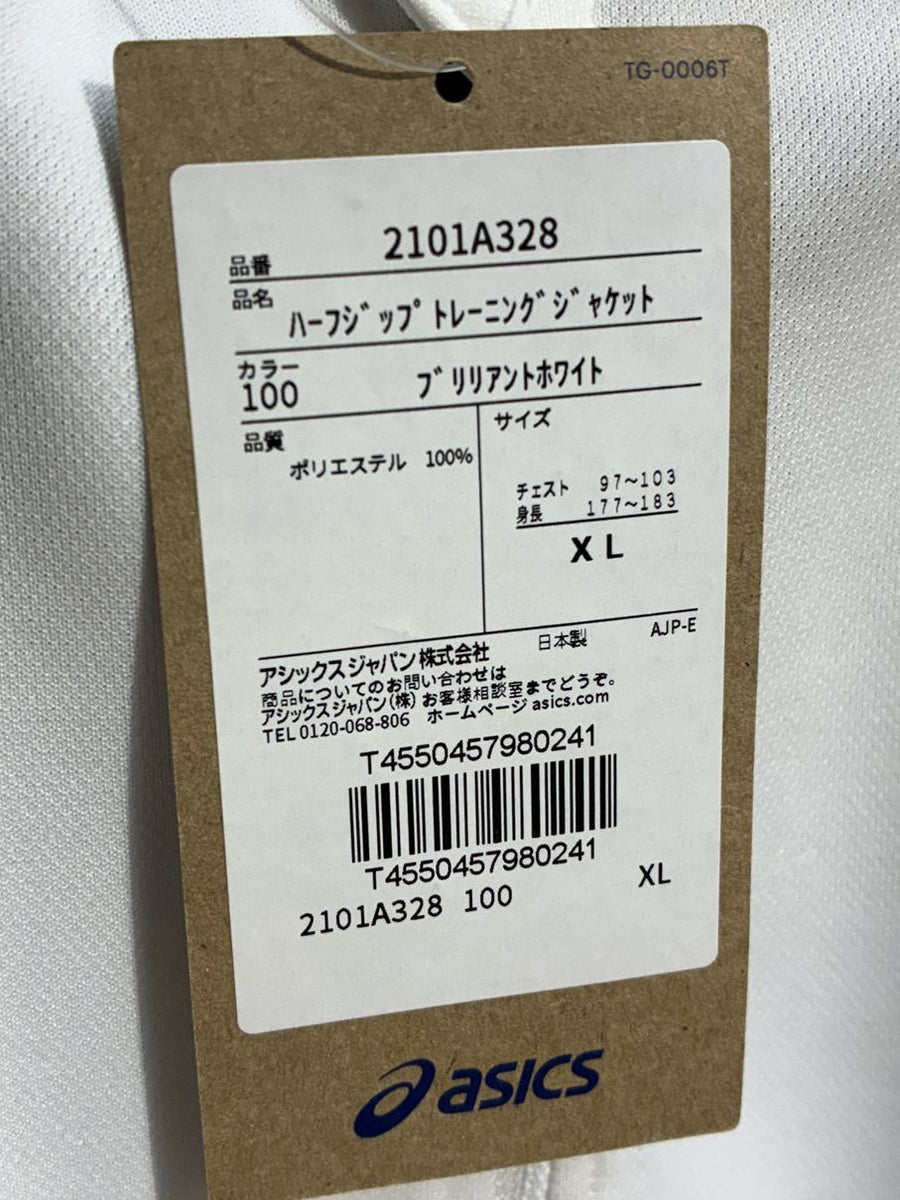 TG-0006T
品番 2101A328
品名
ハーフジップトレーニングジャケット
カラー
100 ブリリアントホワイト
品質
ポリエステル 100%
サイズ
チェスト 97〜103
身長 177〜183
XL
アシックスジャパン株式会社 日本製 AJP-E
商品についてのお問い合わせは
アシックスジャパン(株)お客様相談室までどうぞ。
TEL 0120-068-806 ホームページ asics.com
T4550457980241
T4550457980241
2101A328 100 XL
asics